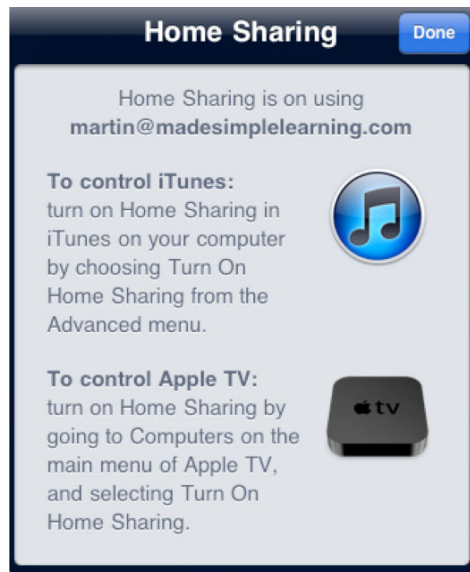 Home Sharing
Done
Home Sharing is on using
martin@madesimplelearning.com
To control iTunes:
turn on Home Sharing in
iTunes on your computer
by choosing Turn On
Home Sharing from the
Advanced menu.
To control Apple TV:
turn on Home Sharing by
going to Computers on the
main menu of Apple TV,
and selecting Turn On
Home Sharing.
tv